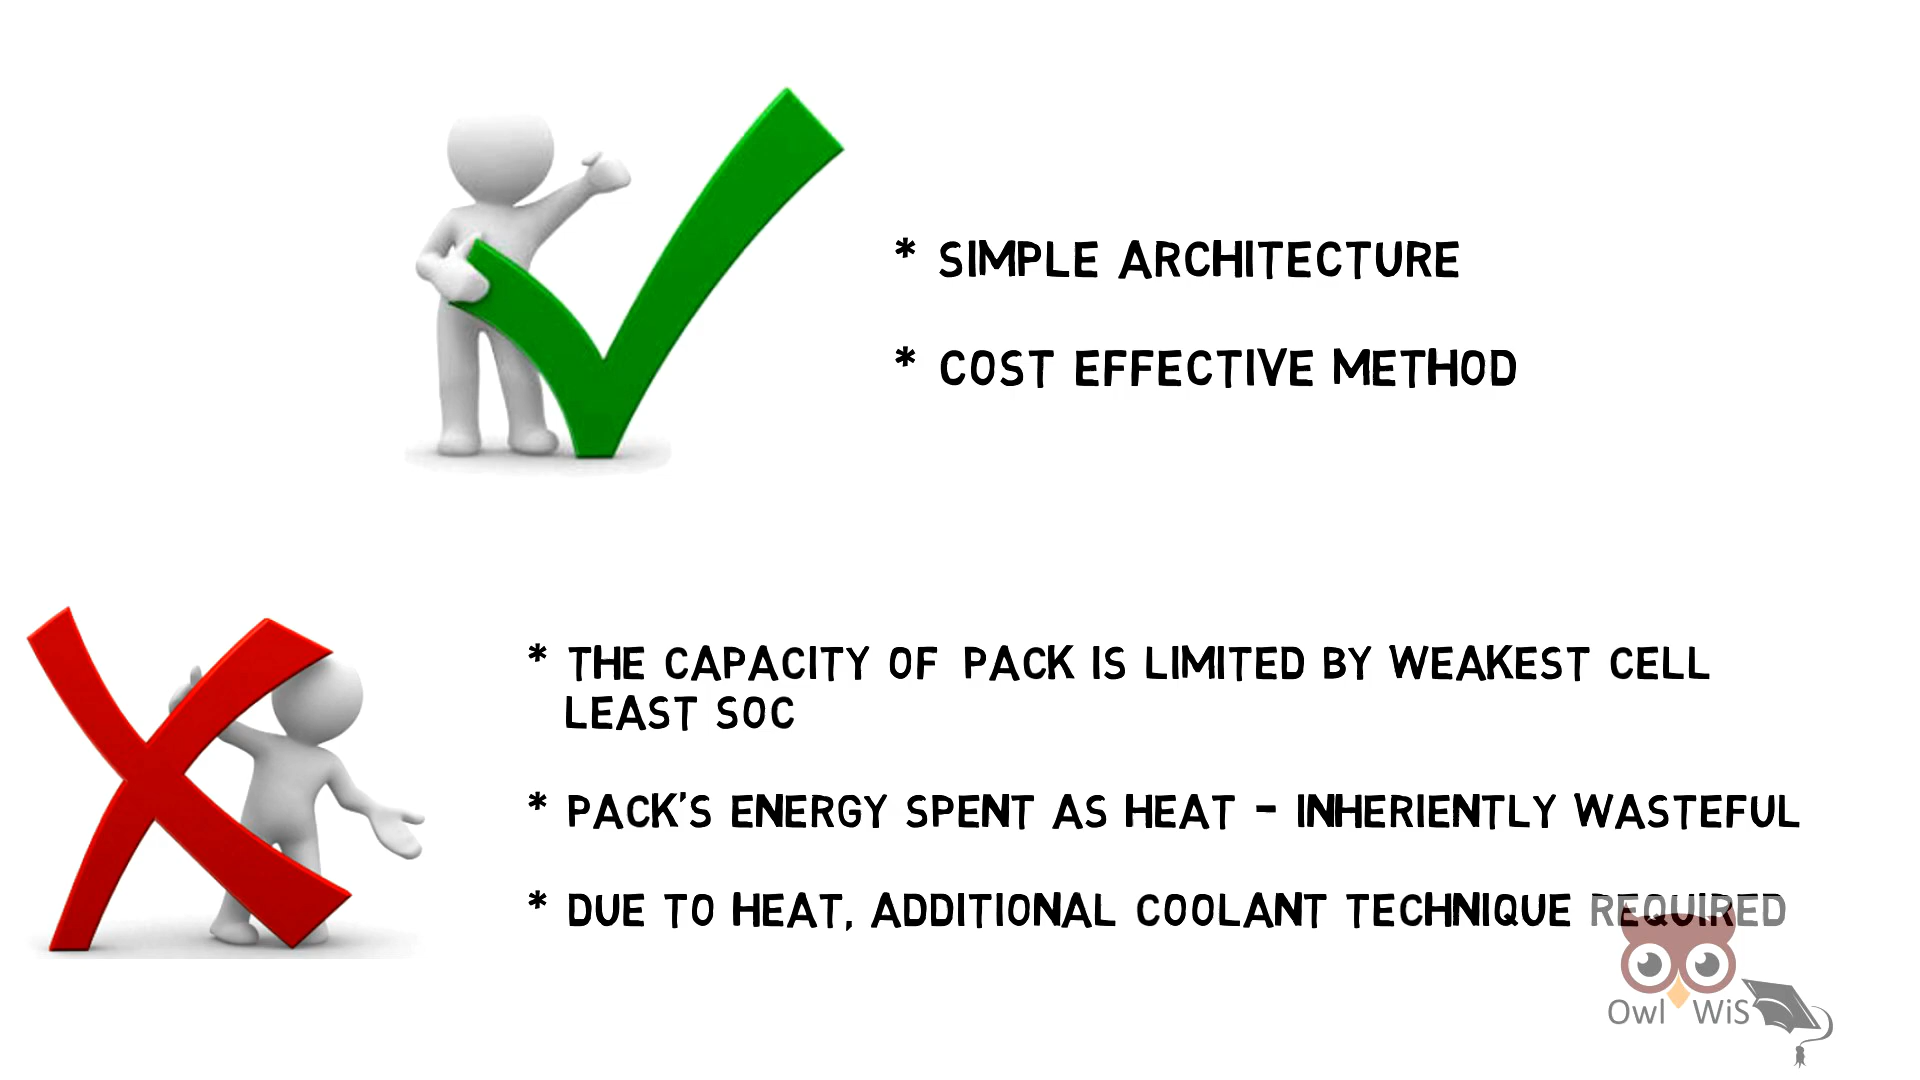 * SIMPLE ARCHITECTURE
* COST EFFECTIVE METHOD
* THE CAPACITY OF PACK IS LIMITED BY WEAKEST CELL
LEAST SOC
* PACK'S ENERGY SPENT AS HEAT - INHERIENTLY WASTEFUL
* DUE TO HEAT, ADDITIONAL COOLANT TECHNIQUE REQUIRED
Owl WiS